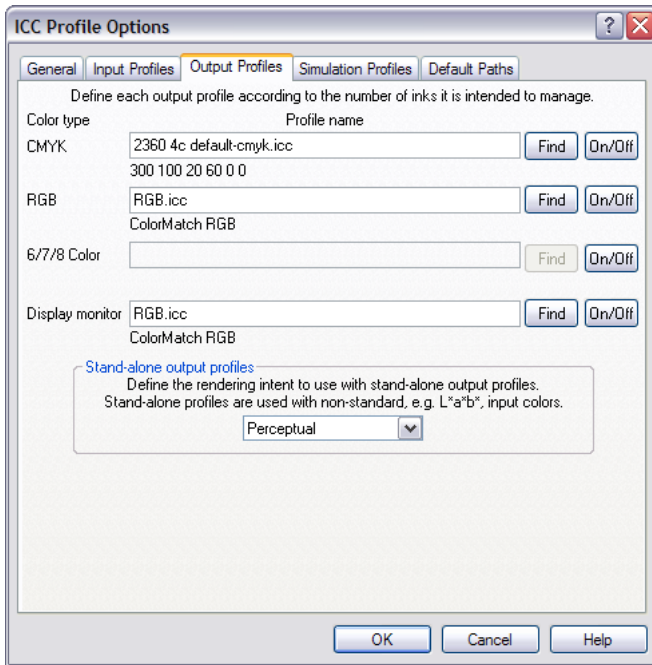 ICC Profile Options
General Input Profiles Output Profiles Simulation Profiles Default Paths
Define each output profile according to the number of inks it is intended to manage.
Color type Profile name
CMYK 2360 4c default-cmyk.icc Find On/Off
300 100 20 60 0 0
RGB RGB.icc Find On/Off
ColorMatch RGB
6/7/8 Color Find On/Off
Display monitor RGB.icc Find On/Off
ColorMatch RGB
Stand-alone output profiles
Define the rendering intent to use with stand-alone output profiles.
Stand-alone profiles are used with non-standard, e.g. L*a*b*, input colors.
Perceptual
OK Cancel Help